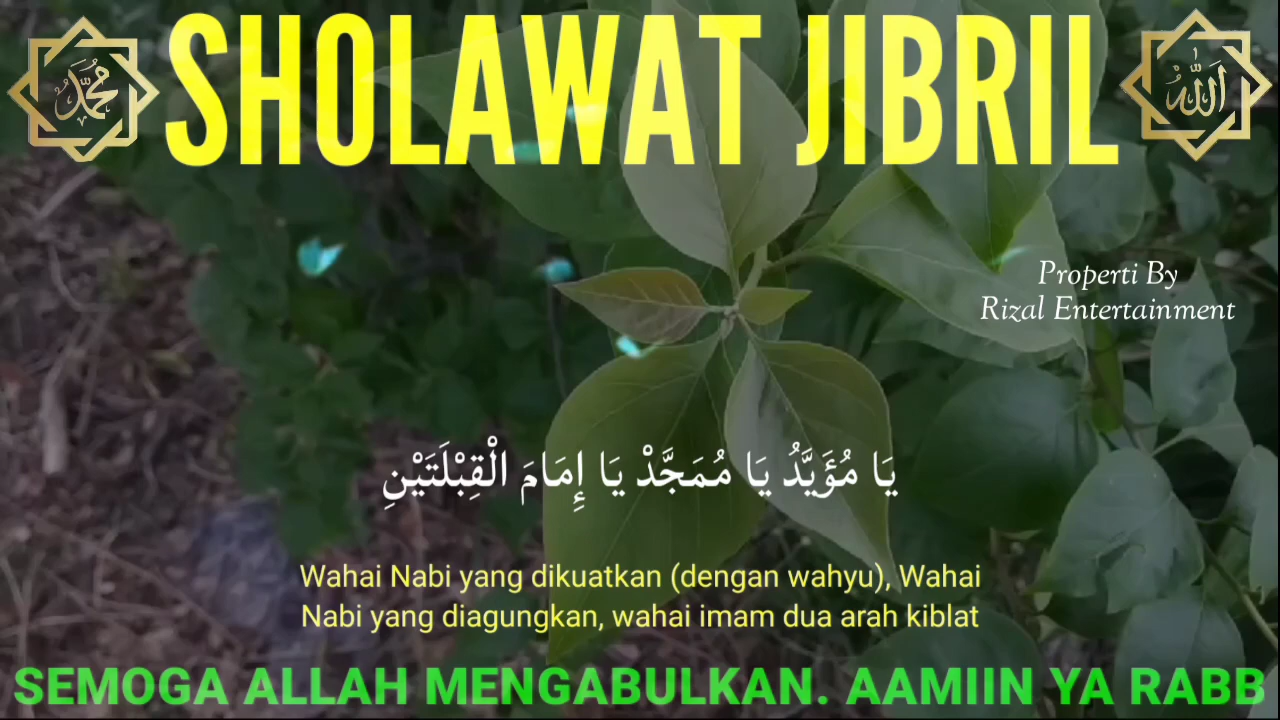 SHOLAWAT JIBRIL
محمد
الله
Properti By
Rizal Entertainment
يَا مُؤَيَّدُ يَا مُمَجَّدْ يَا إِمَامَ الْقِبْلَتَيْنِ
Wahai Nabi yang dikuatkan (dengan wahyu), Wahai
Nabi yang diagungkan, wahai imam dua arah kiblat
SEMOGA ALLAH MENGABULKAN. AAMIIN YA RABB